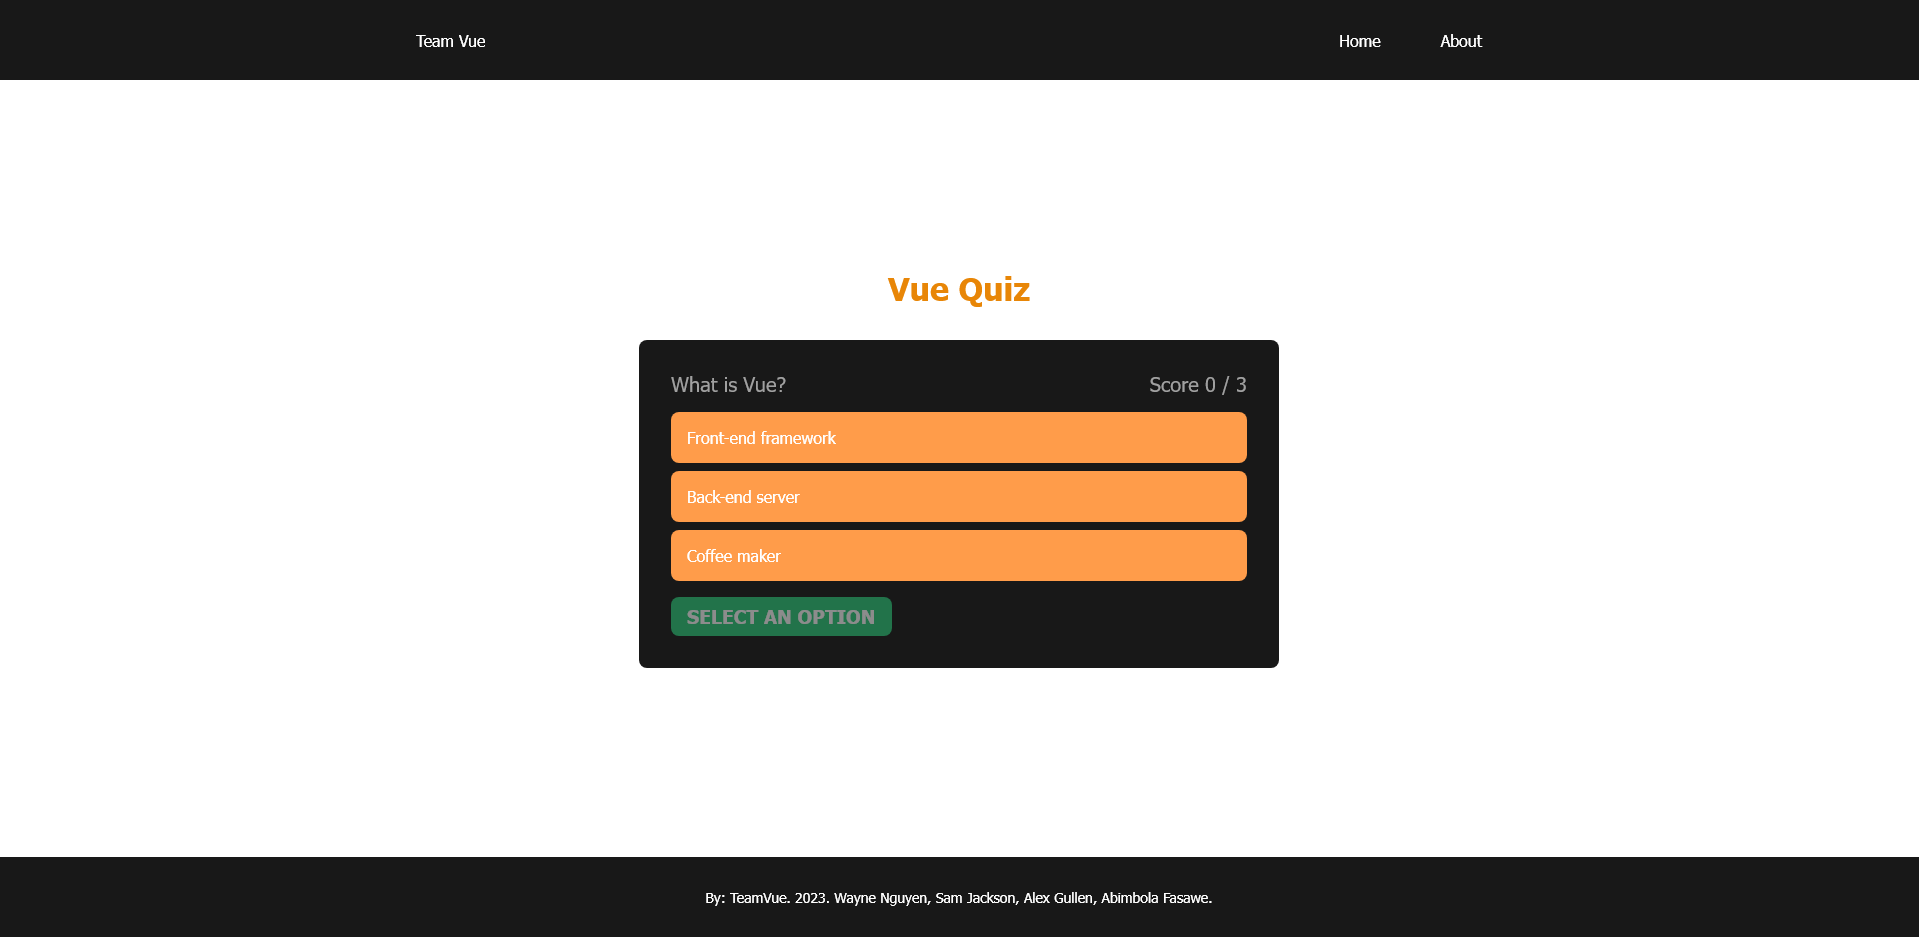 Team Vue Home About
Vue Quiz
What is Vue? Score 0 / 3
Front-end framework
Back-end server
Coffee maker
SELECT AN OPTION
By: TeamVue. 2023. Wayne Nguyen, Sam Jackson, Alex Gullen, Abimbola Fasawe.